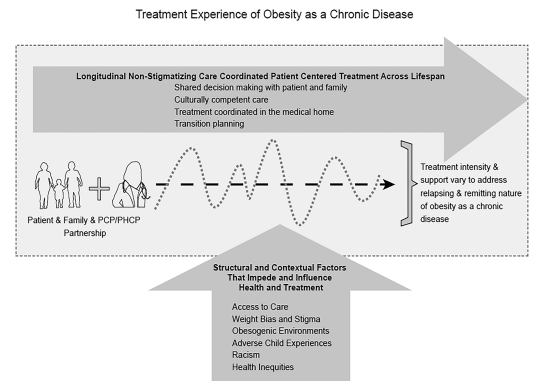 Treatment Experience of Obesity as a Chronic Disease
Longitudinal Non-Stigmatizing Care Coordinated Patient Centered Treatment Across Lifespan
Shared decision making with patient and family
Culturally competent care
Treatment coordinated in the medical home
Transition planning
Patient & Family & PCP/PHCP
Partnership
Treatment intensity &
support vary to address
relapsing & remitting nature
of obesity as a chronic
disease
Structural and Contextual Factors
That Impede and Influence
Health and Treatment
Access to Care
Weight Bias and Stigma
Obesogenic Environments
Adverse Child Experiences
Racism
Health Inequities